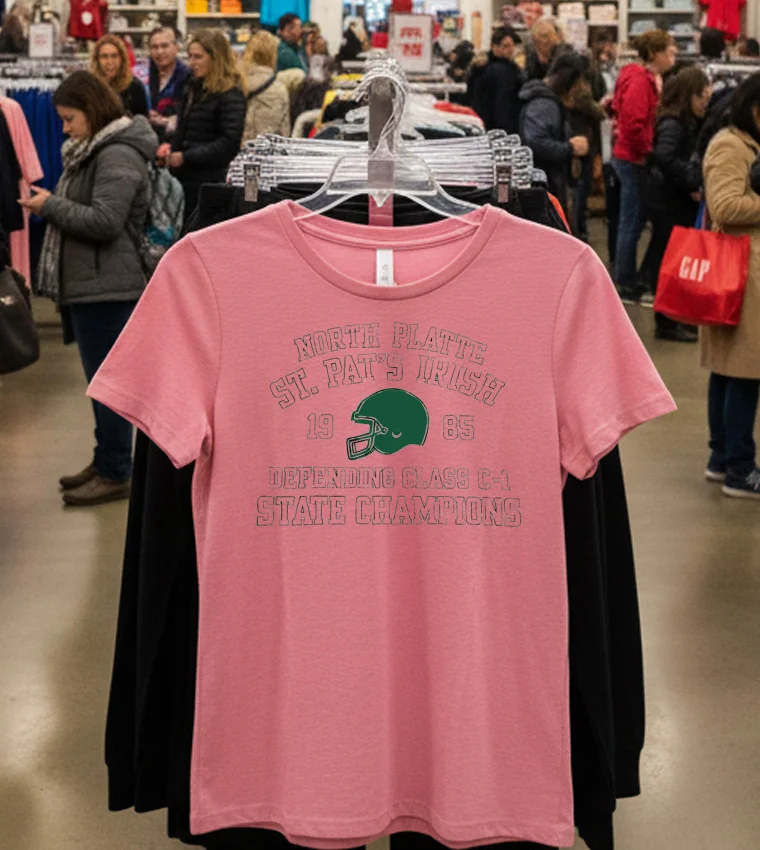 NORTH PLATTE
ST. PAT'S IRISH
19 85
DEFENDING CLASS C-1
STATE CHAMPIONS
GAP